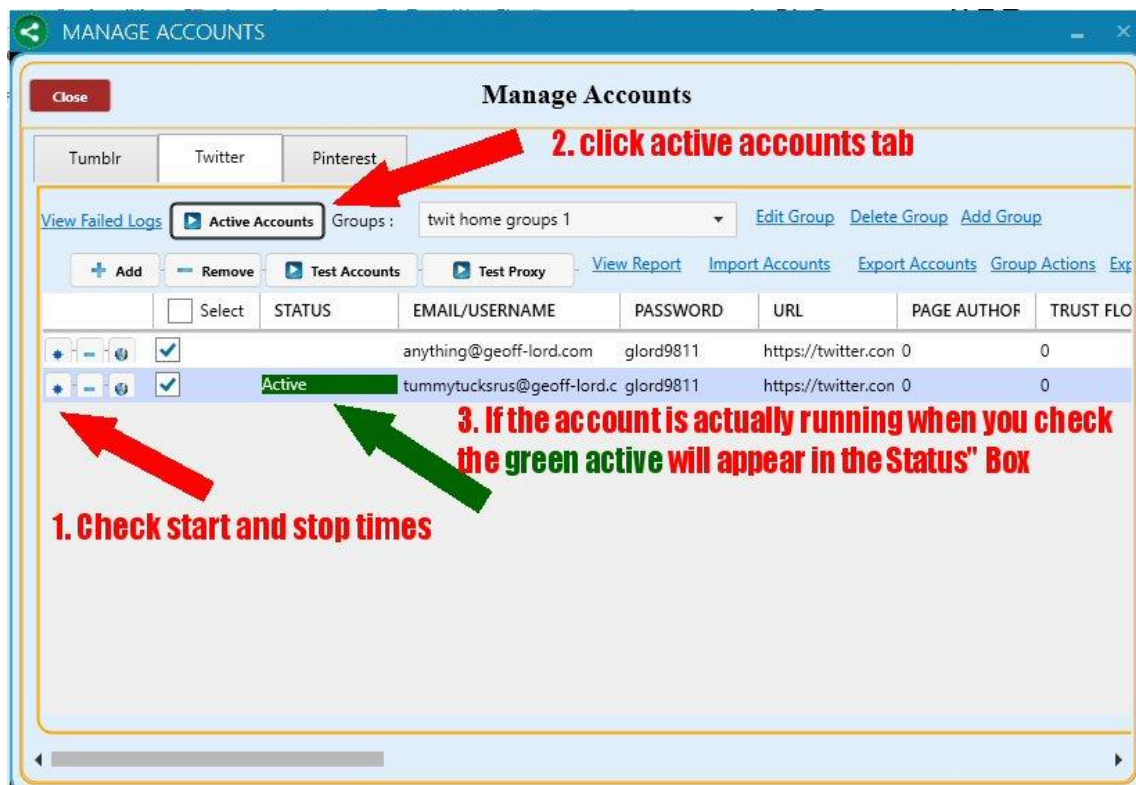 MANAGE ACCOUNTS
Close
Manage Accounts
2. click active accounts tab
Tumblr Twitter Pinterest
View Failed Logs Active Accounts Groups : twit home groups 1 Edit Group Delete Group Add Group
Add Remove Test Accounts Test Proxy View Report Import Accounts Export Accounts Group Actions Exp
Select STATUS EMAIL/USERNAME PASSWORD URL PAGE AUTHOR TRUST FLO
anything@geoff-lord.com glord9811 https://twitter.con 0 0
Active tummytucksrus@geoff-lord.c glord9811 https://twitter.con 0 0
3. If the account is actually running when you check
the green active will appear in the Status" Box
1. Check start and stop times